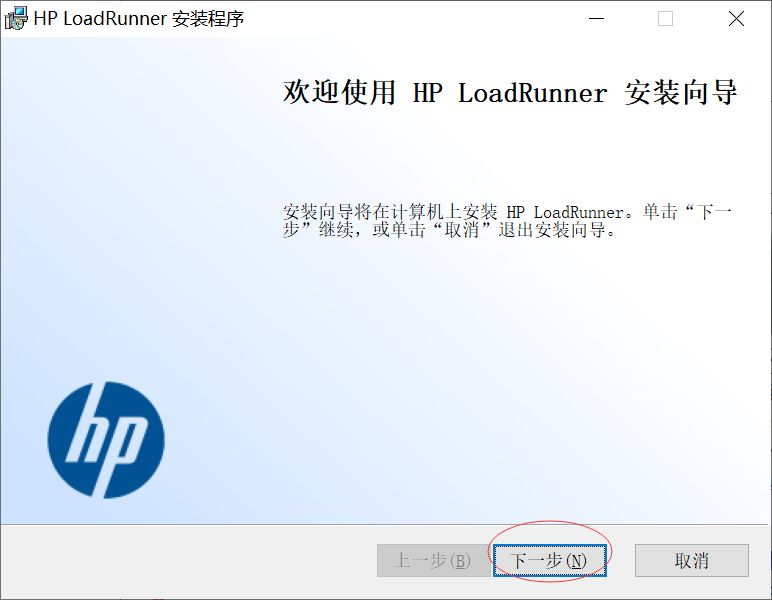 HP LoadRunner 安装程序
欢迎使用 HP LoadRunner 安装向导
安装向导将在计算机上安装 HP LoadRunner。单击“下一
步”继续，或单击“取消”退出安装向导。
hp
上一步(B)
下一步(N)
取消